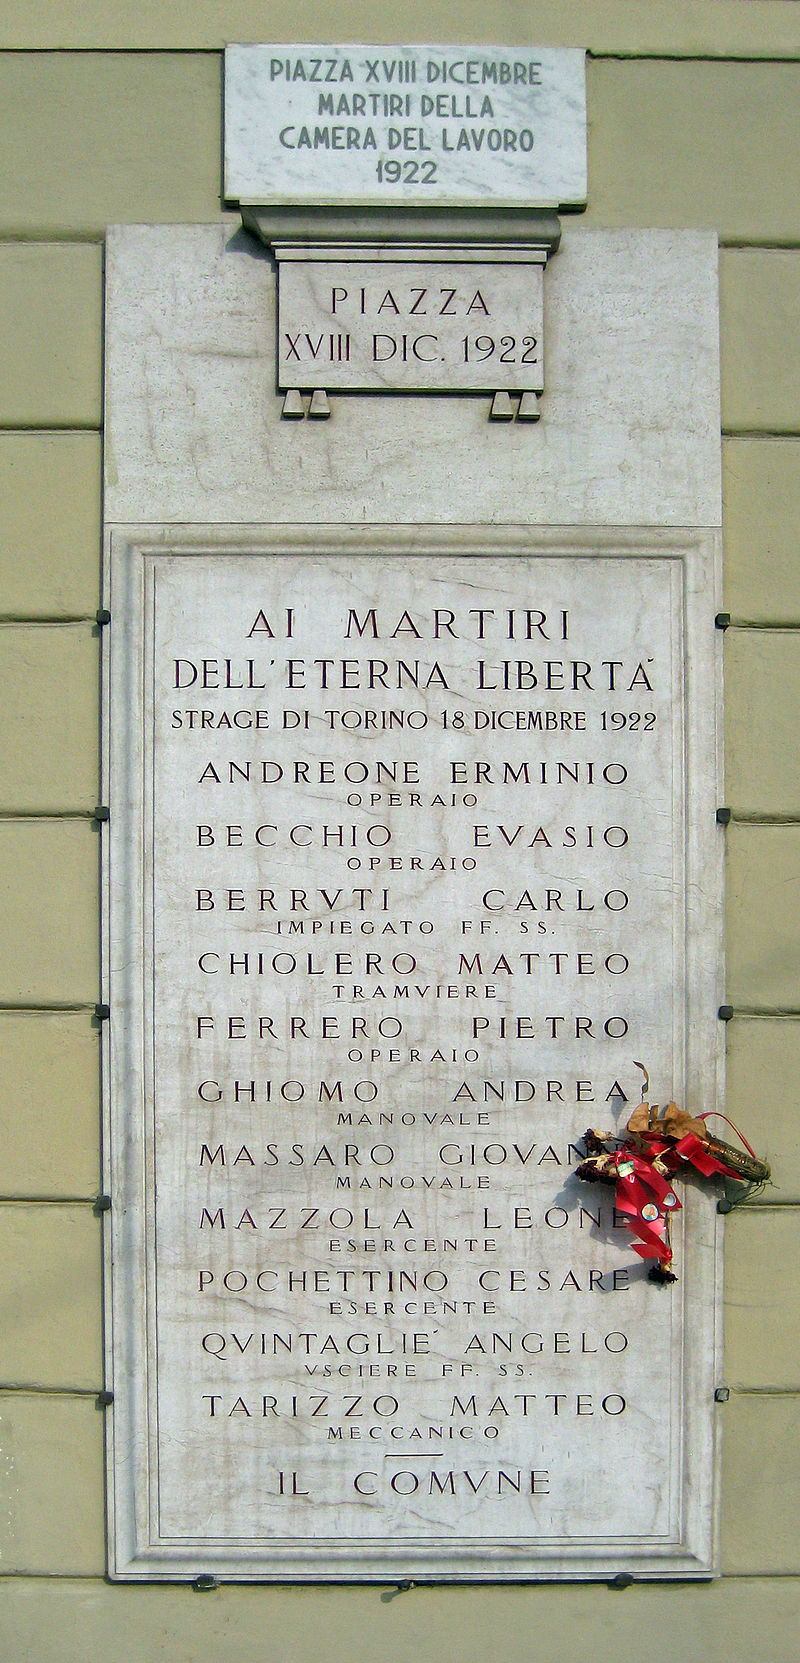 PIAZZA XVIII DICEMBRE
MARTIRI DELLA
CAMERA DEL LAVORO
1922
PIAZZA
XVIII DIC. 1922
AI MARTIRI
DELL'ETERNA LIBERTÁ
STRAGE DI TORINO 18 DICEMBRE 1922
ANDREONE ERMINIO
OPERAIO
BECCHIO EVASIO
OPERAIO
BERRVTI CARLO
IMPIEGATO FF. SS.
CHIOLERO MATTEO
TRAMVIERE
FERRERO PIETRO
OPERAIO
GHIOMO ANDREA
MANOVALE
MASSARO GIOVANNI
MANOVALE
MAZZOLA LEONE
ESERCENTE
POCHETTINO CESARE
ESERCENTE
QVINTAGLIÉ ANGELO
VSCIERE FF. SS.
TARIZZO MATTEO
MECCANICO
IL COMVNE